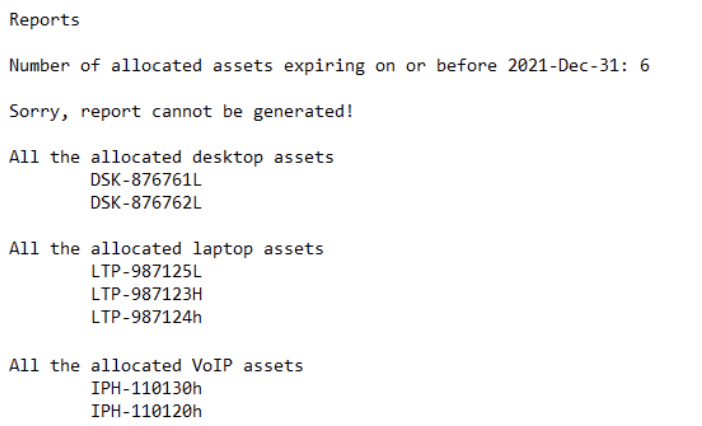 Reports
Number of allocated assets expiring on or before 2021-Dec-31: 6
Sorry, report cannot be generated!
All the allocated desktop assets
DSK-876761L
DSK-876762L
All the allocated laptop assets
LTP-987125L
LTP-987123H
LTP-987124h
All the allocated VoIP assets
IPH-110130h
IPH-110120h